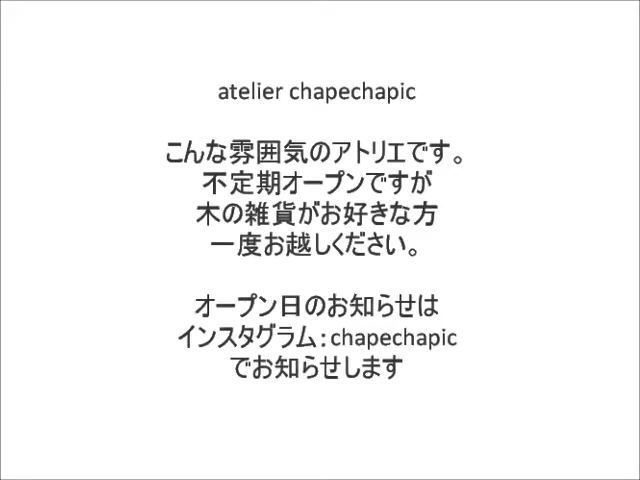 atelier chapechapic
こんな雰囲気のアトリエです。
不定期オープンですが
木の雑貨がお好きな方
一度お越しください。
オープン日のお知らせは
インスタグラム：chapechapic
でお知らせします